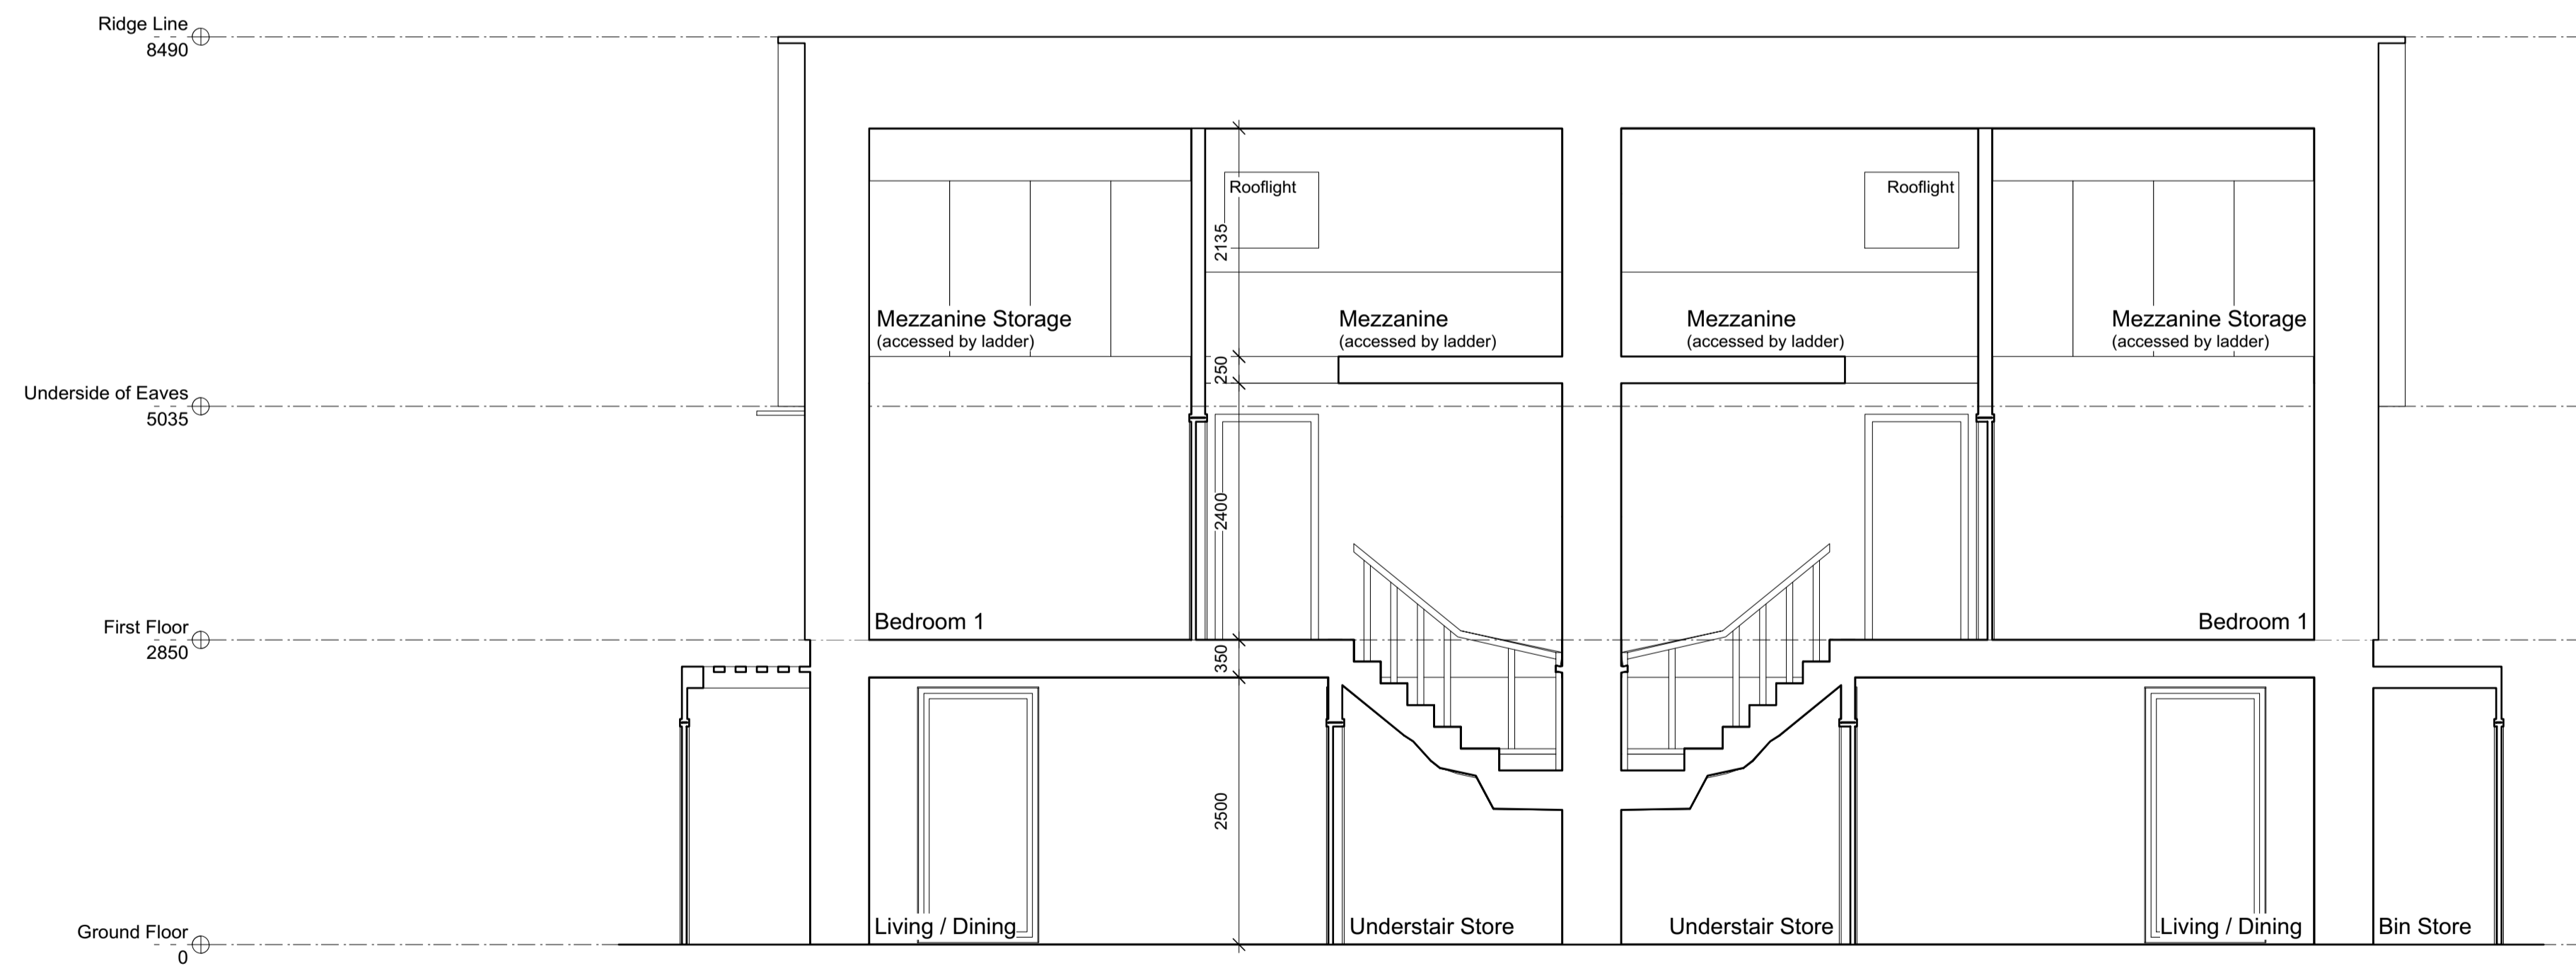 Ridge Line
8490
Rooflight
Rooflight
2135
Mezzanine Storage
(accessed by ladder)
Mezzanine
(accessed by ladder)
Mezzanine
(accessed by ladder)
Mezzanine Storage
(accessed by ladder)
250
Underside of Eaves
5035
2400
Bedroom 1
Bedroom 1
First Floor
2850
350
2500
Living / Dining
Understair Store
Understair Store
Living / Dining
Bin Store
Ground Floor
0